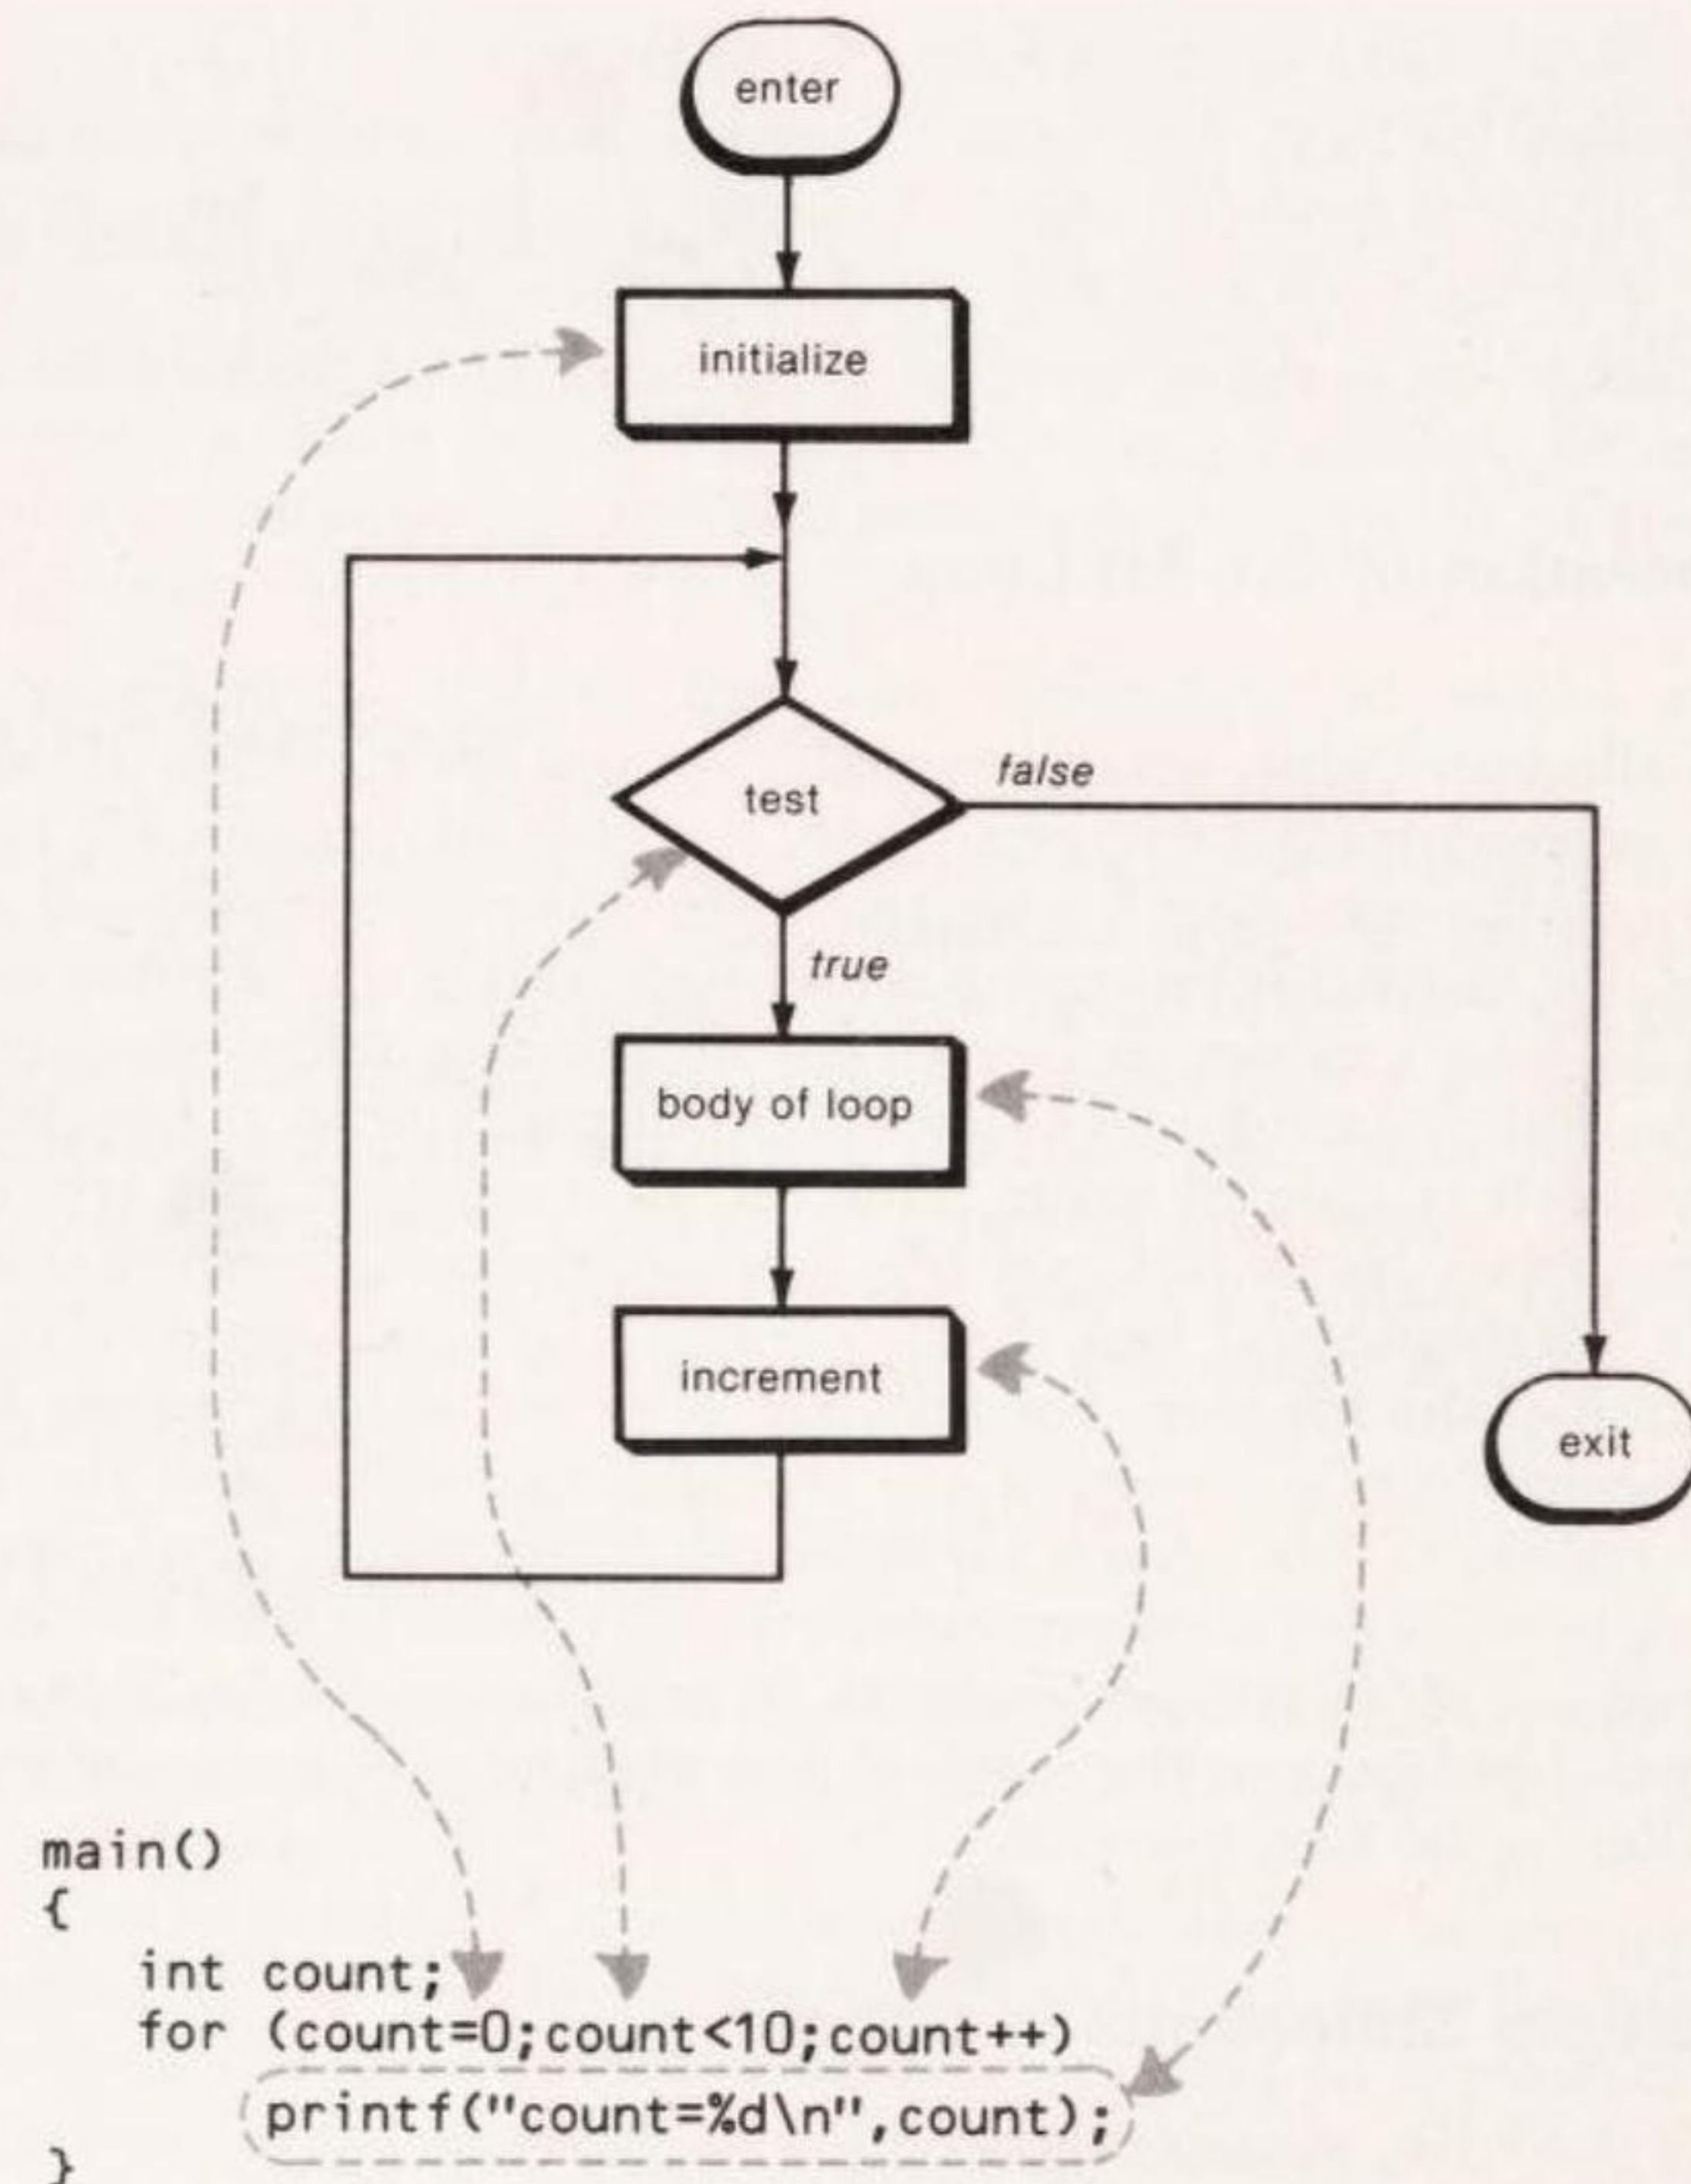 enter
initialize
test
false
true
body of loop
increment
exit
main()
{
int count;
for (count=0;count<10;count++)
printf("count=%d\n",count);
}